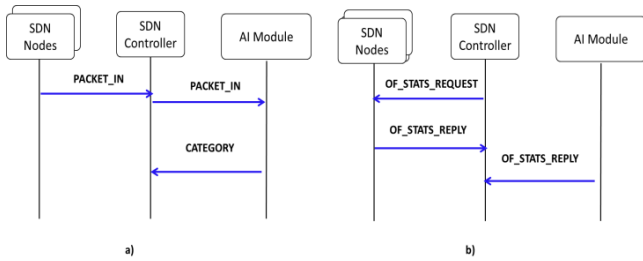 SDN
Nodes
SDN
Controller
AI Module
PACKET_IN
PACKET_IN
CATEGORY
a)
SDN
Nodes
SDN
Controller
AI Module
OF_STATS_REQUEST
OF_STATS_REPLY
OF_STATS_REPLY
b)